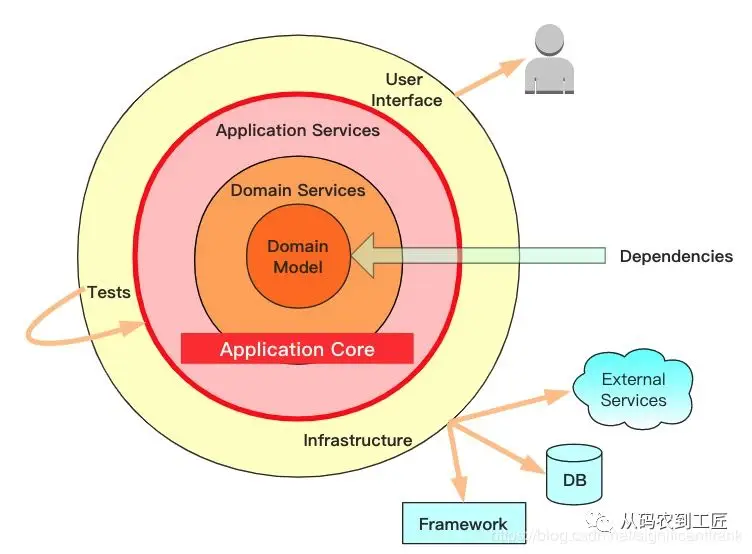 User
Interface
Application Services
Domain Services
Domain
Model
Dependencies
Tests
Application Core
External
Services
Infrastructure
DB
Framework
从码农到工匠
https://blog.csdn.net/significantfrank